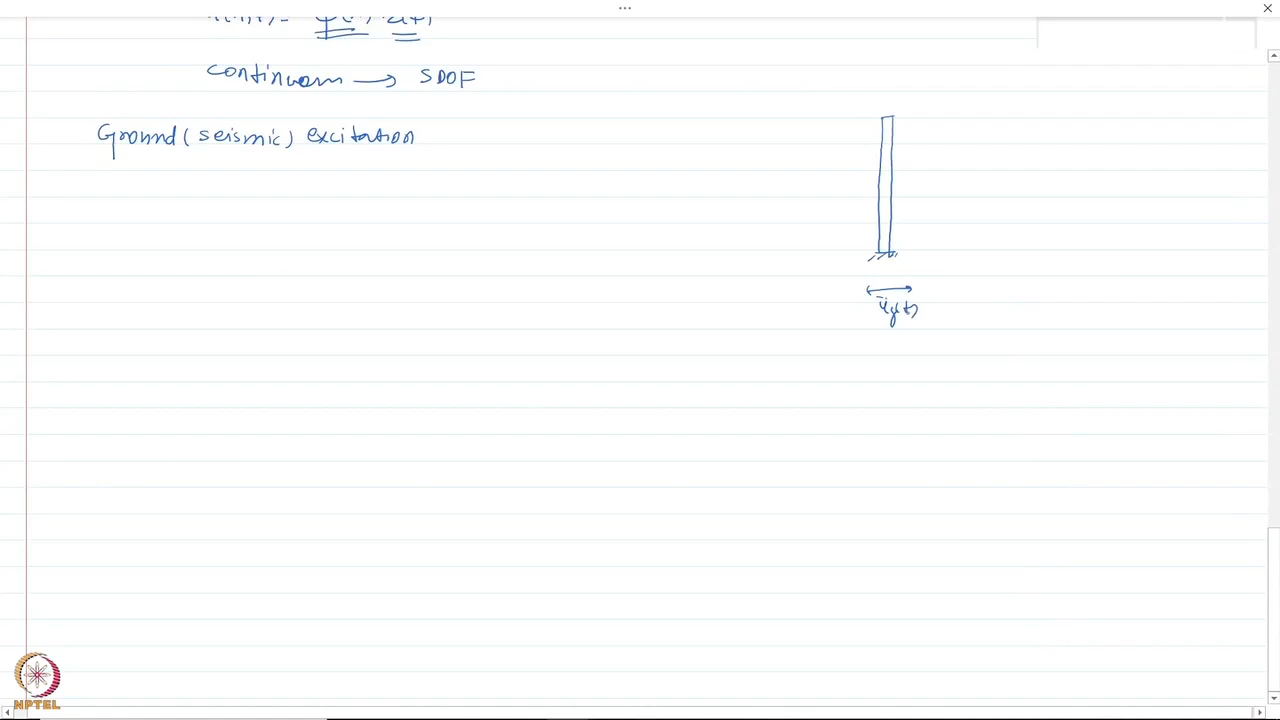 continuum → SDOF
Ground (seismic) excitation
üg(t)
NPTEL